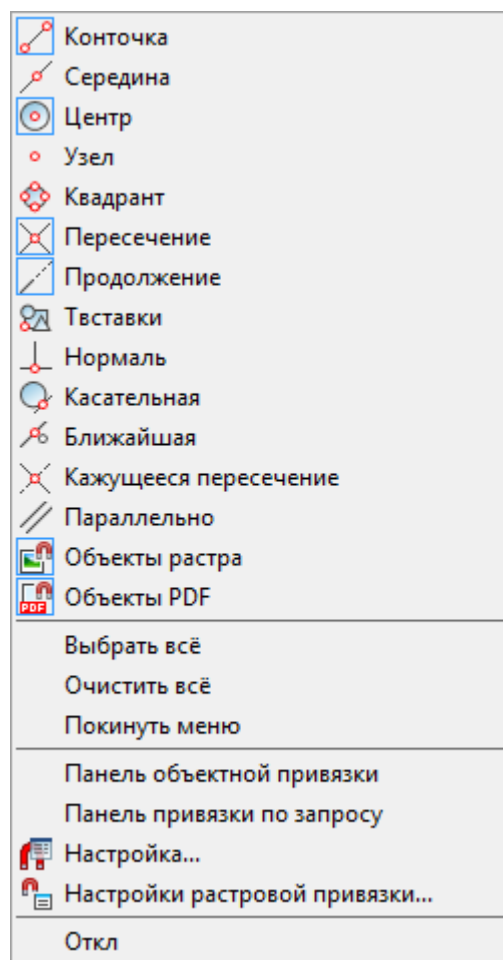 Конточка
Середина
Центр
Узел
Квадрант
Пересечение
Продолжение
Твставки
Нормаль
Касательная
Ближайшая
Кажущееся пересечение
Параллельно
Объекты растра
PDF Объекты PDF
Выбрать всё
Очистить всё
Покинуть меню
Панель объектной привязки
Панель привязки по запросу
Настройка...
Настройки растровой привязки...
Откл